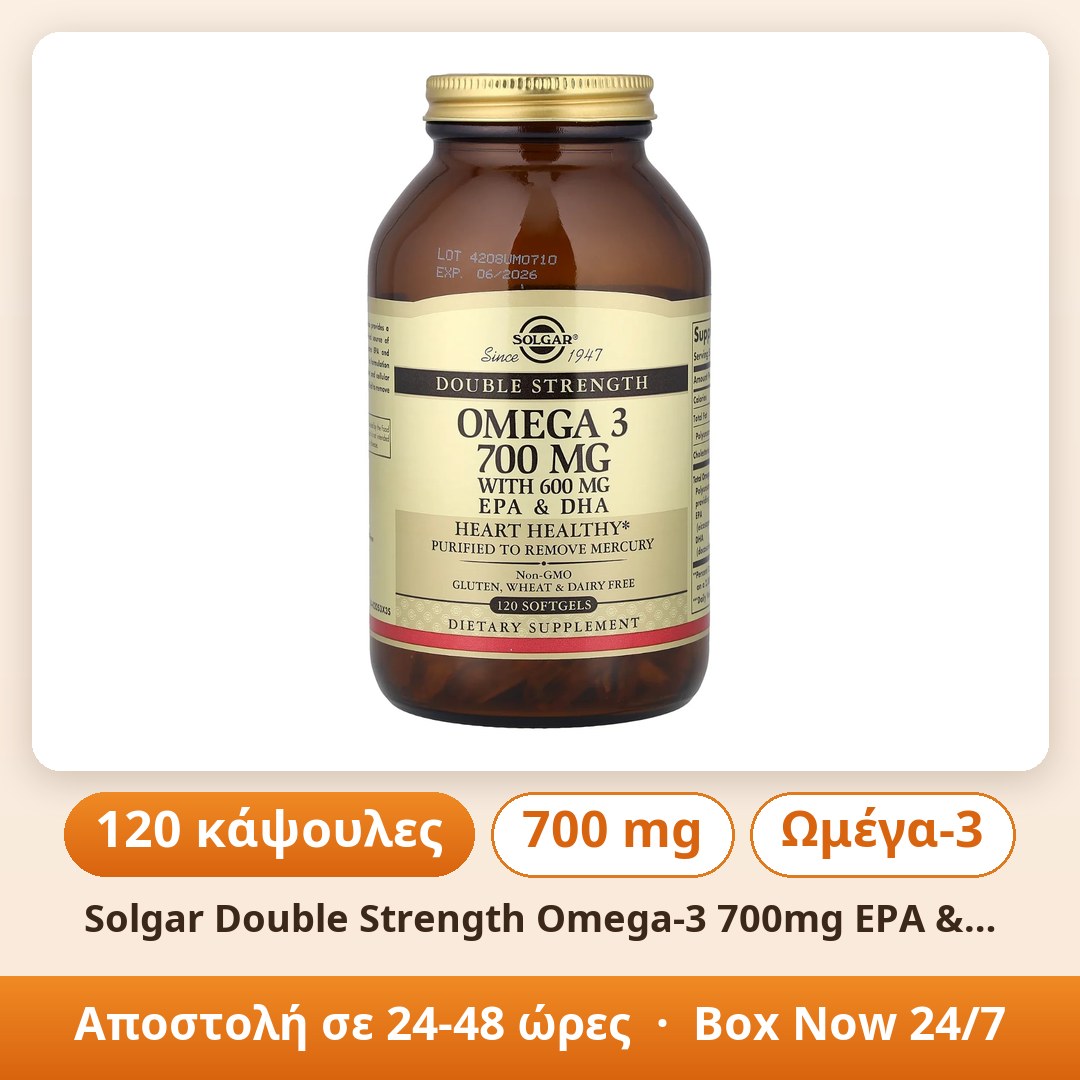 LOT 4208UM0710
EXP. 06/2026
SOLGAR®
Since 1947
DOUBLE STRENGTH
OMEGA 3
700 MG
WITH 600 MG
EPA & DHA
HEART HEALTHY*
PURIFIED TO REMOVE MERCURY
Non-GMO
GLUTEN, WHEAT & DAIRY FREE
120 SOFTGELS
DIETARY SUPPLEMENT
120 κάψουλες
700 mg
Ωμέγα-3
Solgar Double Strength Omega-3 700mg EPA &...
Αποστολή σε 24-48 ώρες · Box Now 24/7